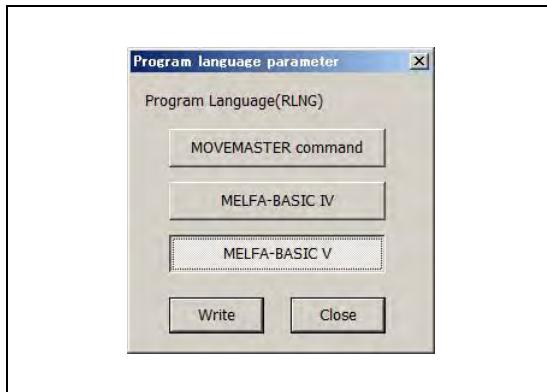 Program language parameter
Program Language(RLNG)
MOVEMASTER command
MELFA-BASIC IV
MELFA-BASIC V
Write Close